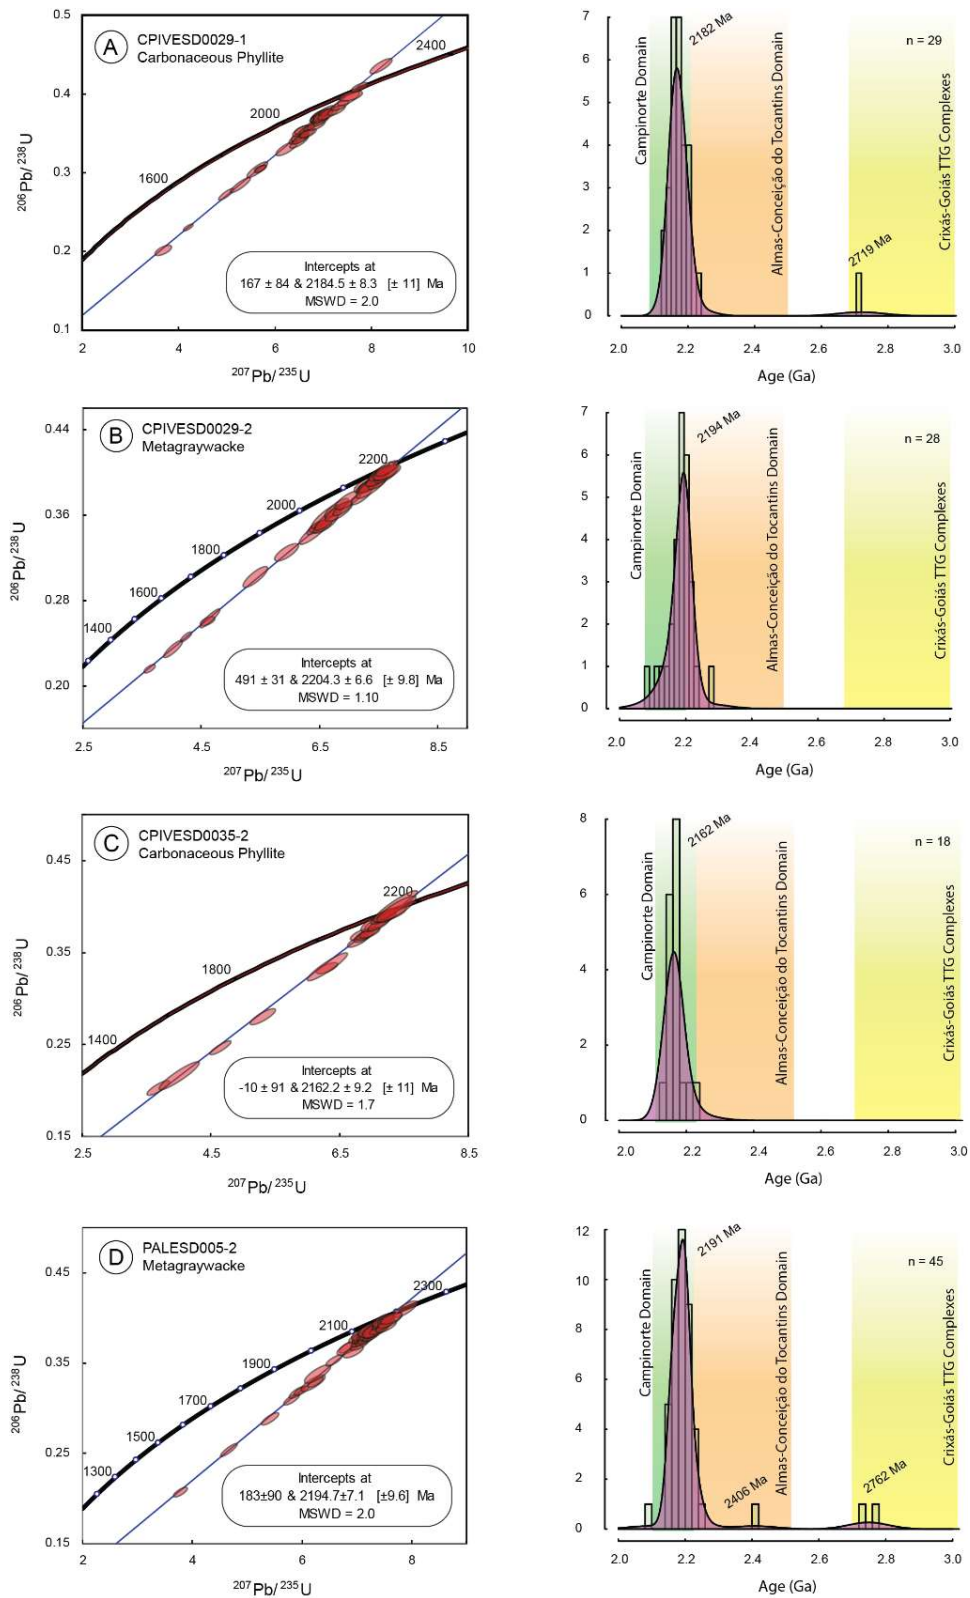 A
CPIVESD0029-1
Carbonaceous Phyllite
0.5
0.4
0.3
0.2
0.1
²⁰⁶Pb/²³⁸U
1600
2000
2400
Intercepts at
167 ± 84 & 2184.5 ± 8.3 [± 11] Ma
MSWD = 2.0
2 4 6 8 10
²⁰⁷Pb/²³⁵U
7
6
5
4
3
2
1
0
Campinorte Domain
2182 Ma
Almas-Conceição do Tocantins Domain
2719 Ma
n = 29
Crixás-Goiás TTG Complexes
2.0 2.2 2.4 2.6 2.8 3.0
Age (Ga)
B
CPIVESD0029-2
Metagraywacke
0.44
0.36
0.28
0.20
²⁰⁶Pb/²³⁸U
1400
1600
1800
2000
2200
Intercepts at
491 ± 31 & 2204.3 ± 6.6 [± 9.8] Ma
MSWD = 1.10
2.5 4.5 6.5 8.5
²⁰⁷Pb/²³⁵U
7
6
5
4
3
2
1
0
Campinorte Domain
2194 Ma
Almas-Conceição do Tocantins Domain
n = 28
Crixás-Goiás TTG Complexes
2.0 2.2 2.4 2.6 2.8 3.0
Age (Ga)
C
CPIVESD0035-2
Carbonaceous Phyllite
0.45
0.35
0.25
0.15
²⁰⁶Pb/²³⁸U
1400
1800
2200
Intercepts at
-10 ± 91 & 2162.2 ± 9.2 [± 11] Ma
MSWD = 1.7
2.5 4.5 6.5 8.5
²⁰⁷Pb/²³⁵U
8
6
4
2
0
Campinorte Domain
2162 Ma
Almas-Conceição do Tocantins Domain
n = 18
Crixás-Goiás TTG Complexes
2.0 2.2 2.4 2.6 2.8 3.0
Age (Ga)
D
PALESD005-2
Metagraywacke
0.45
0.35
0.25
0.15
²⁰⁶Pb/²³⁸U
1300
1500
1700
1900
2100
2300
Intercepts at
183±90 & 2194.7±7.1 [±9.6] Ma
MSWD = 2.0
2 4 6 8
²⁰⁷Pb/²³⁵U
12
10
8
6
4
2
0
Campinorte Domain
2191 Ma
2406 Ma
Almas-Conceição do Tocantins Domain
2762 Ma
n = 45
Crixás-Goiás TTG Complexes
2.0 2.2 2.4 2.6 2.8 3.0
Age (Ga)